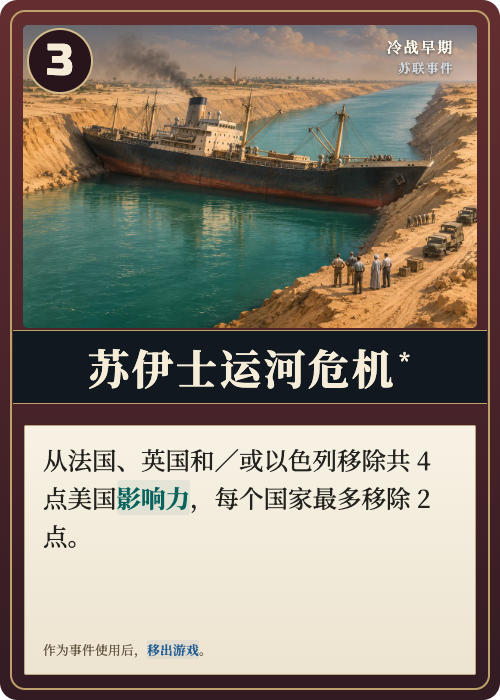 3
冷战早期
苏联事件
苏伊士运河危机*
从法国、英国和／或以色列移除共 4
点美国影响力，每个国家最多移除 2
点。
作为事件使用后，移出游戏。